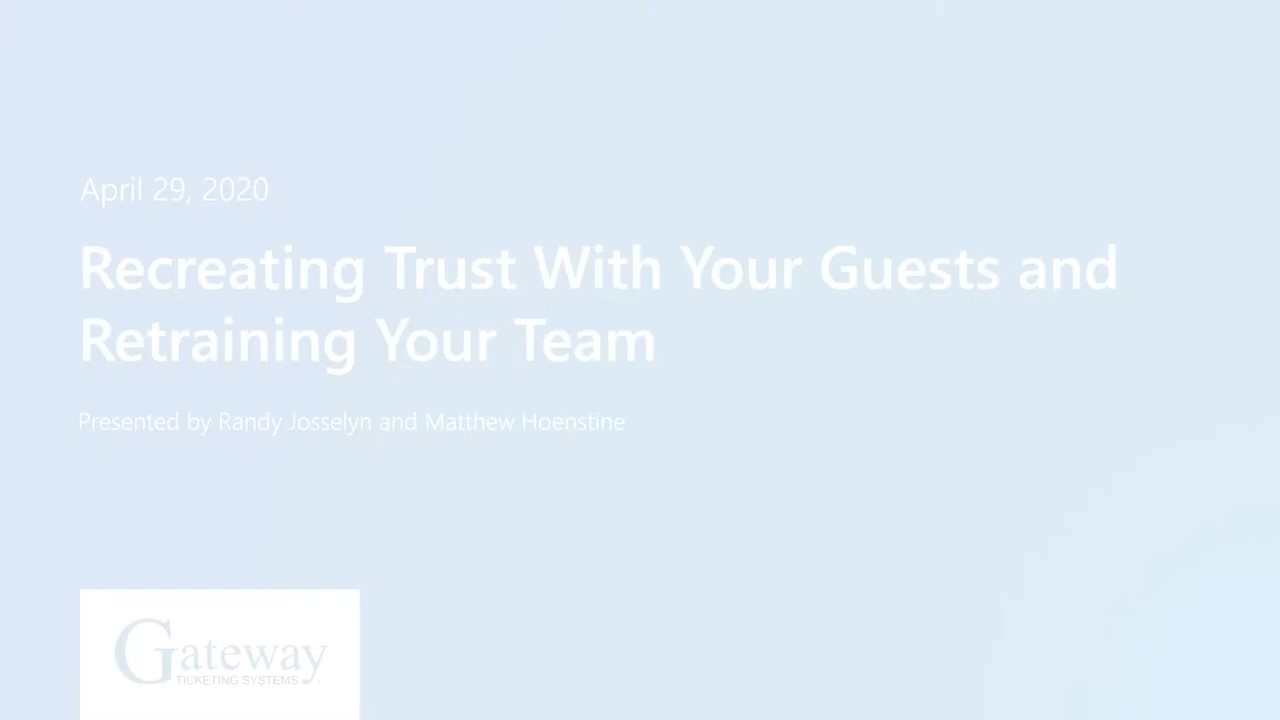 April 29, 2020
Recreating Trust With Your Guests and
Retraining Your Team
Presented by Randy Josselyn and Matthew Hoenstine
Gateway
TICKETING SYSTEMS